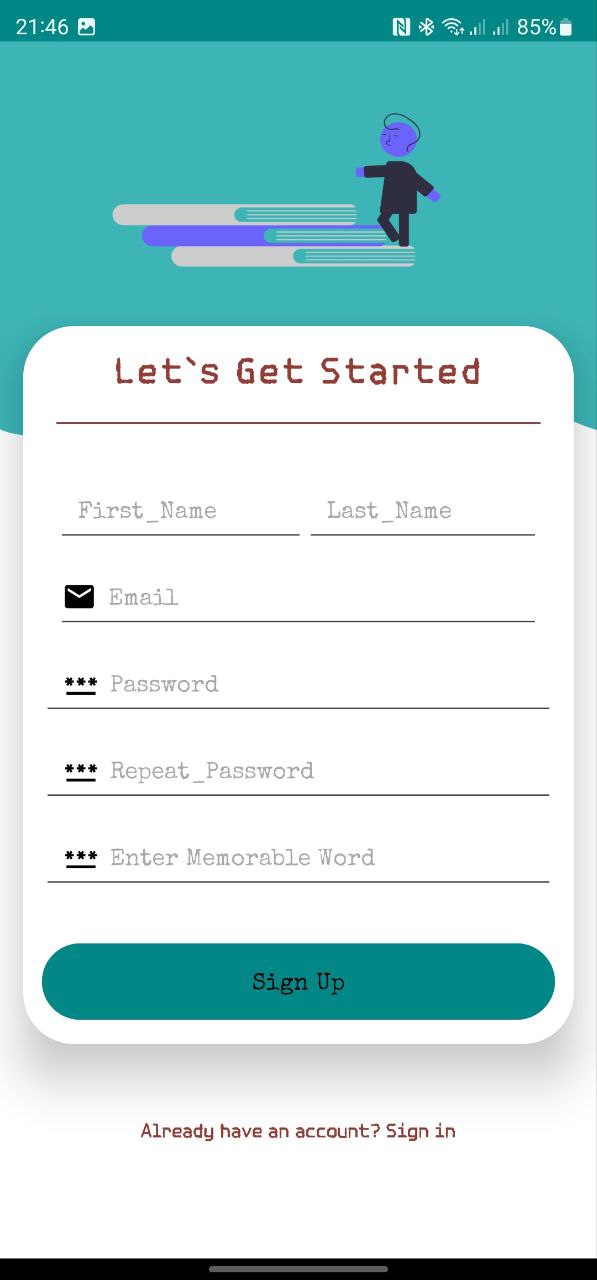 21:46 85%
Let`s Get Started
First_Name Last_Name
Email
*** Password
*** Repeat_Password
*** Enter Memorable Word
Sign Up
Already have an account? Sign in